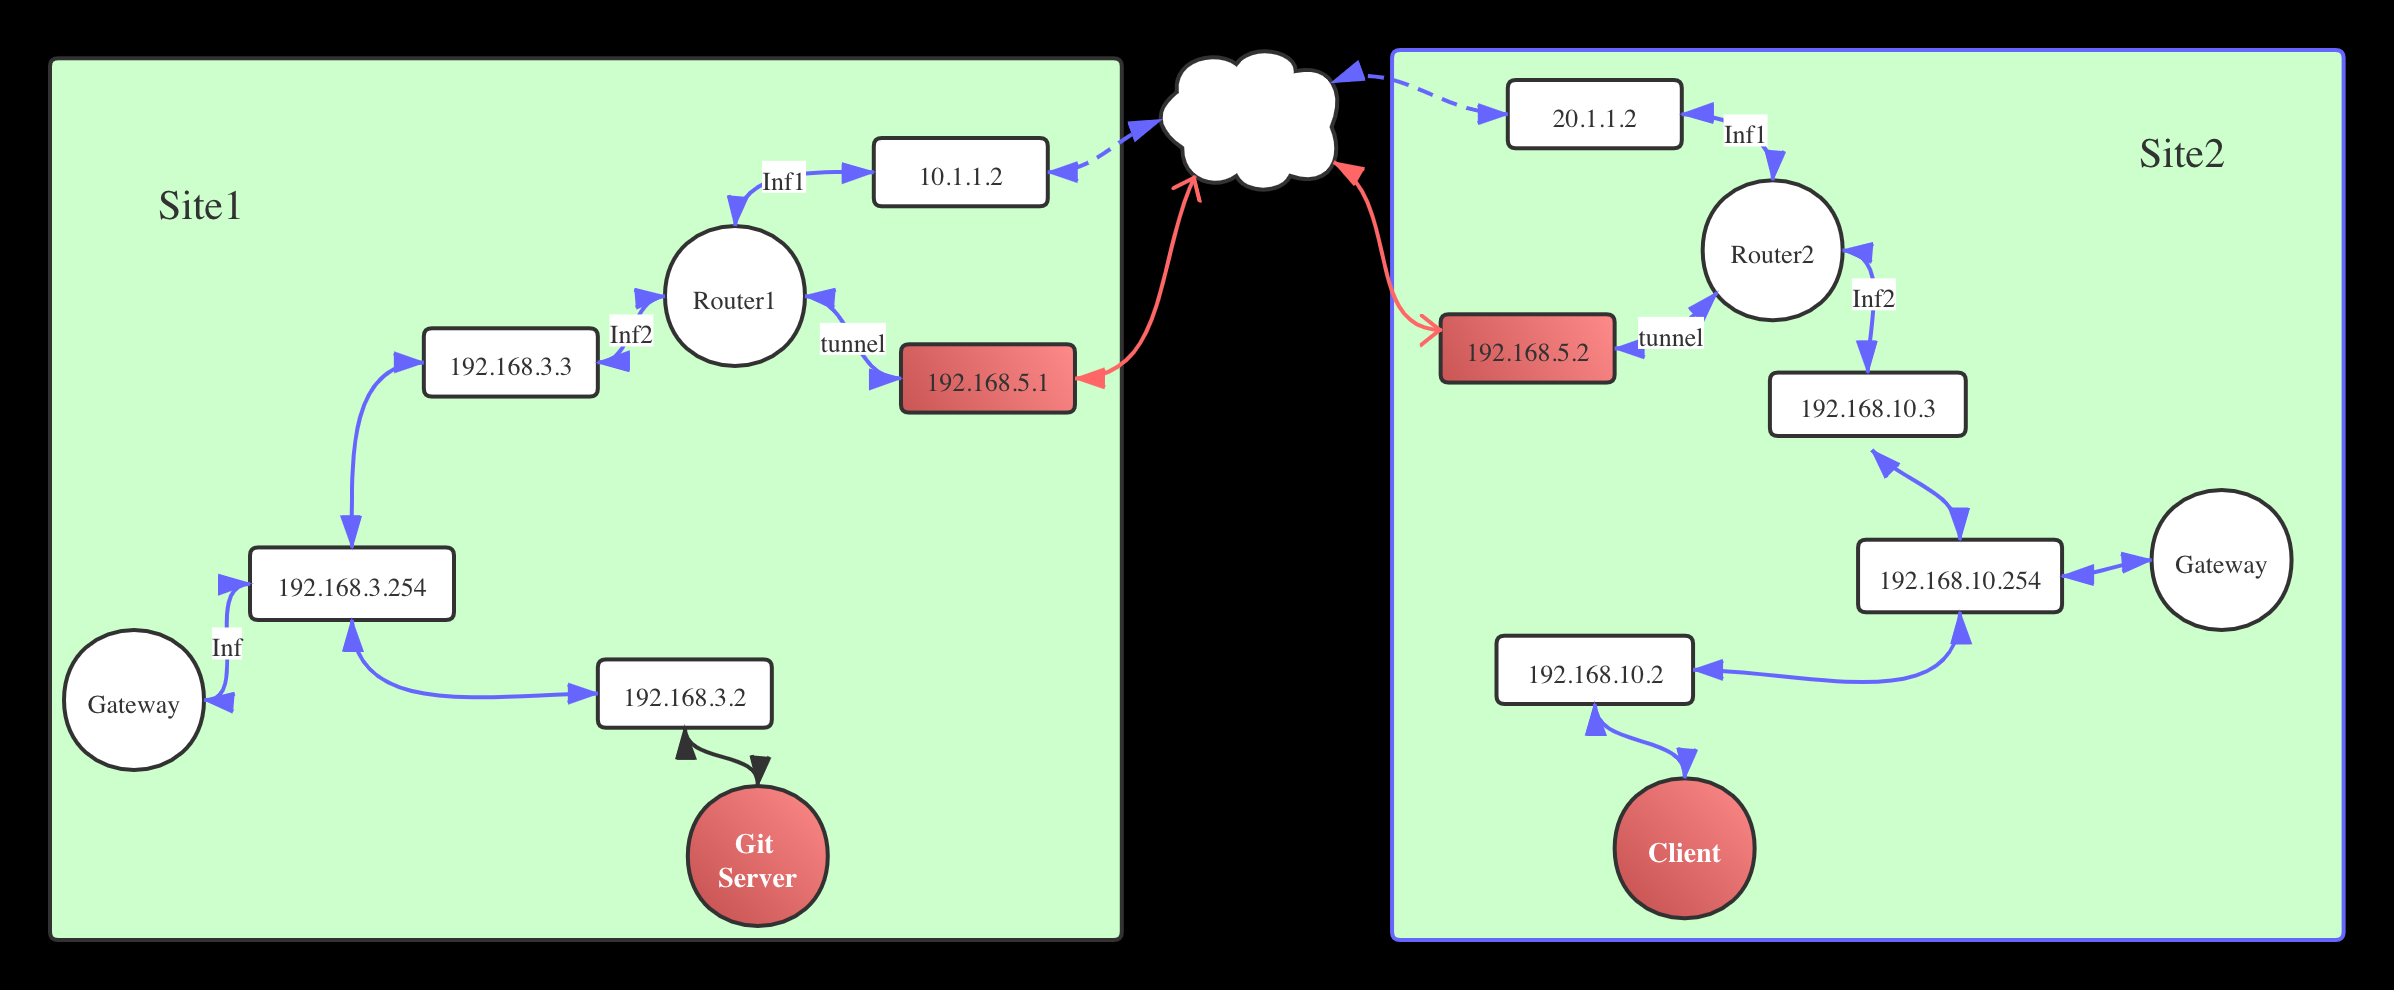 Site1
Inf1
10.1.1.2
Router1
Inf2
192.168.3.3
tunnel
192.168.5.1
192.168.3.254
Inf
Gateway
192.168.3.2
Git
Server
Site2
20.1.1.2
Inf1
Router2
Inf2
tunnel
192.168.5.2
192.168.10.3
192.168.10.254
Gateway
192.168.10.2
Client